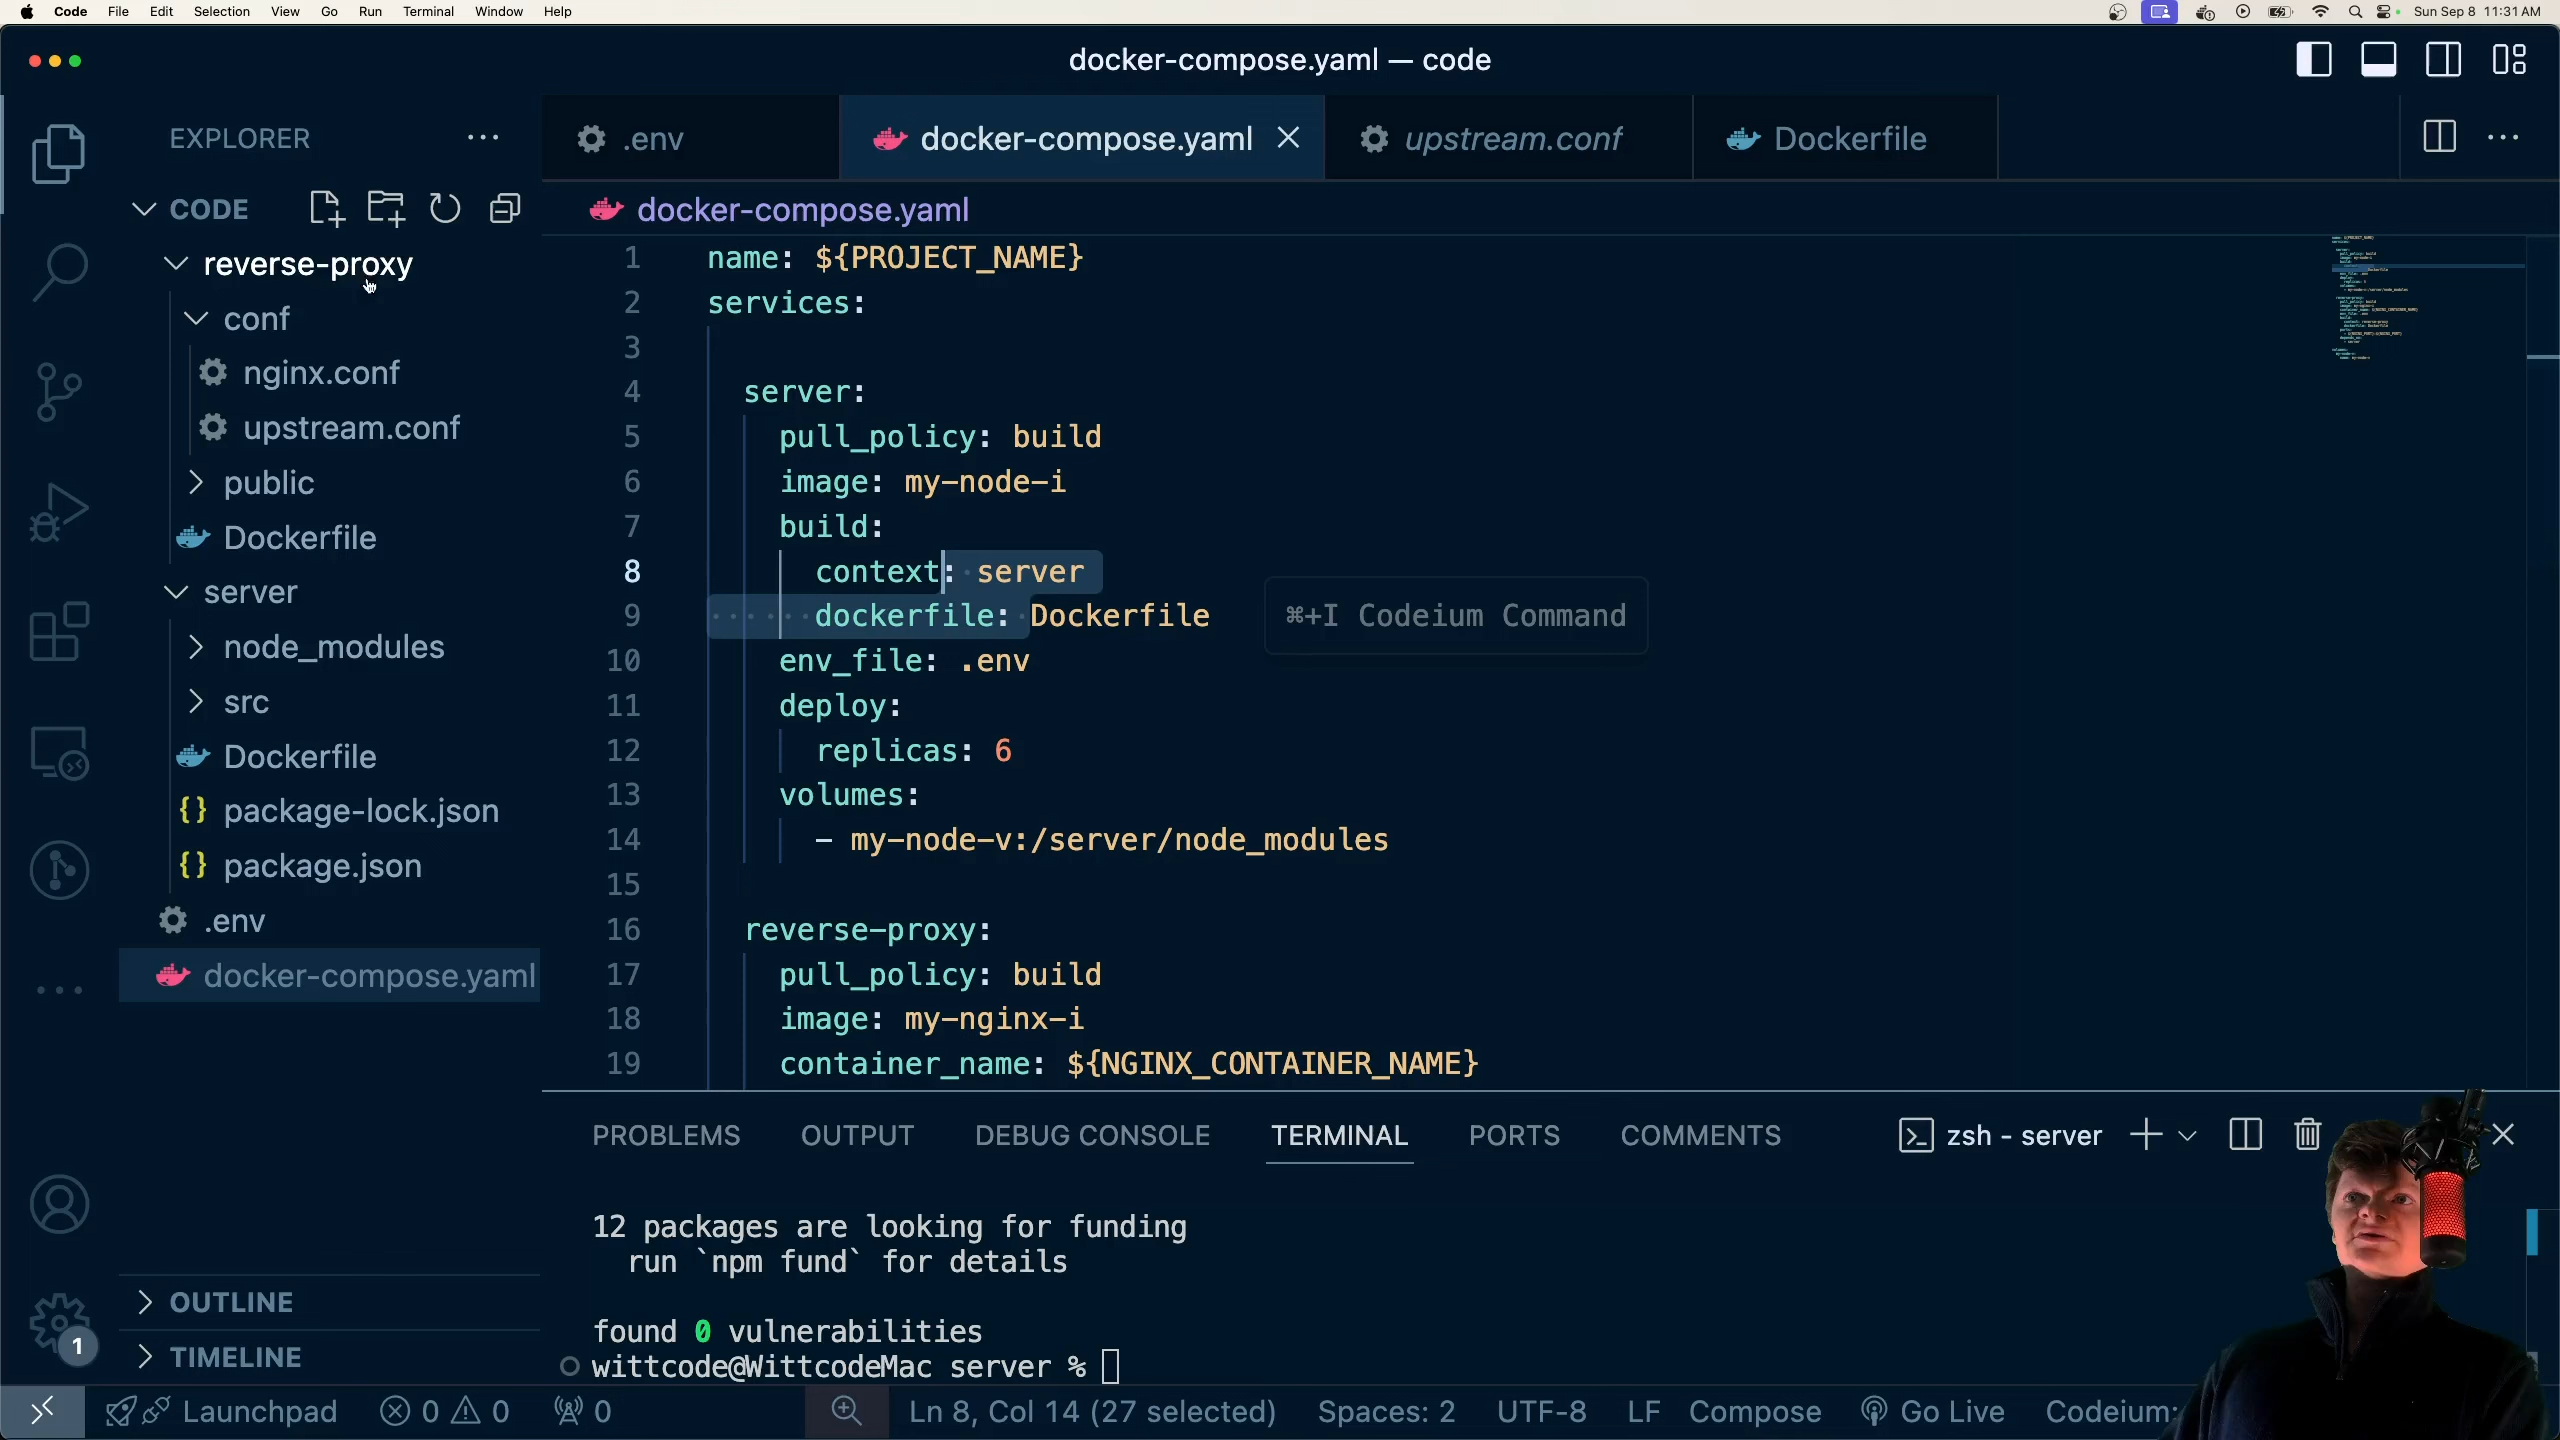 Code File Edit Selection View Go Run Terminal Window Help
Sun Sep 8 11:31 AM
docker-compose.yaml — code
EXPLORER
CODE
reverse-proxy
conf
nginx.conf
upstream.conf
public
Dockerfile
server
node_modules
src
Dockerfile
package-lock.json
package.json
.env
docker-compose.yaml
OUTLINE
TIMELINE
1
.env
docker-compose.yaml
upstream.conf
Dockerfile
docker-compose.yaml
1 name: ${PROJECT_NAME}
2 services:
3
4 server:
5 pull_policy: build
6 image: my-node-i
7 build:
8 context: server
9 dockerfile: Dockerfile
⌘+I Codeium Command
10 env_file: .env
11 deploy:
12 replicas: 6
13 volumes:
14 - my-node-v:/server/node_modules
15
16 reverse-proxy:
17 pull_policy: build
18 image: my-nginx-i
19 container_name: ${NGINX_CONTAINER_NAME}
PROBLEMS OUTPUT DEBUG CONSOLE TERMINAL PORTS COMMENTS
zsh - server
12 packages are looking for funding
run `npm fund` for details
found 0 vulnerabilities
wittcode@WittcodeMac server %
Launchpad 0 0 0
Ln 8, Col 14 (27 selected) Spaces: 2 UTF-8 LF Compose Go Live Codeium: